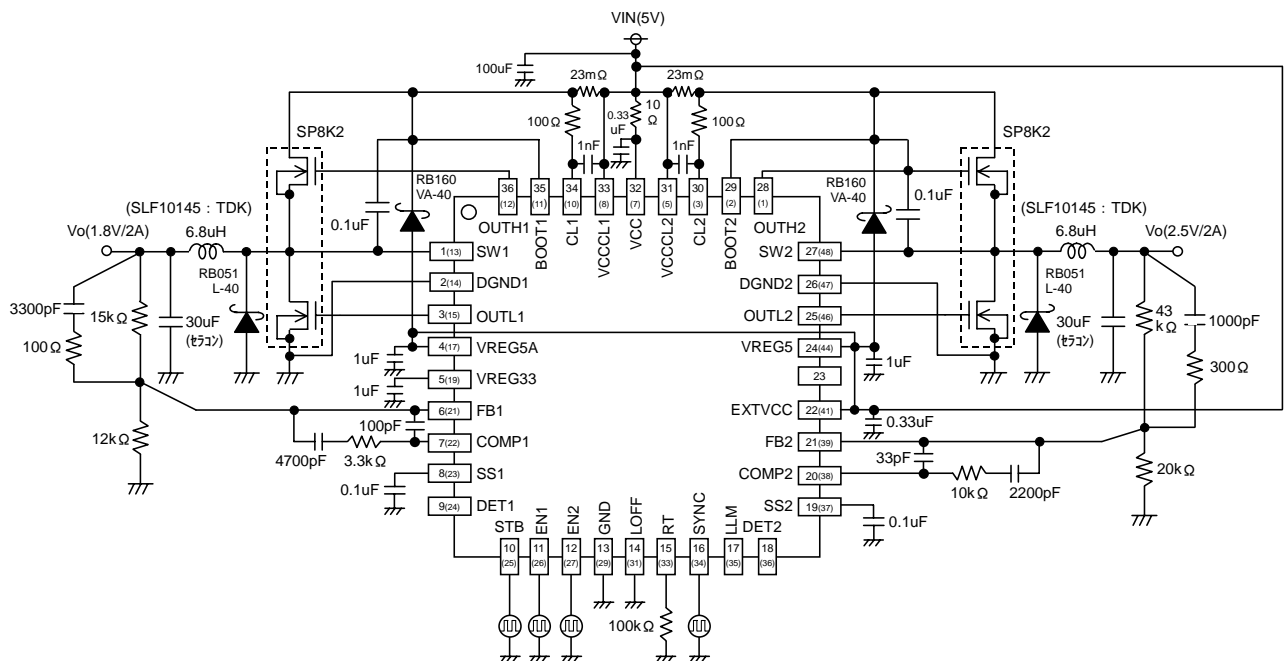 VIN(5V)
100uF
23mΩ
23mΩ
100Ω
0.33
uF
10
Ω
100Ω
1nF
1nF
SP8K2
SP8K2
RB160
VA-40
RB160
VA-40
0.1uF
0.1uF
36
(12)
35
(11)
34
(10)
33
(8)
32
(7)
31
(5)
30
(3)
29
(2)
28
(1)
OUTH1
BOOT1
CL1
VCCCL1
VCC
VCCCL2
CL2
BOOT2
OUTH2
(SLF10145 : TDK)
Vo(1.8V/2A)
6.8uH
RB051
L-40
3300pF
15kΩ
30uF
(ｾﾗｺﾝ)
100Ω
12kΩ
(SLF10145 : TDK)
6.8uH
Vo(2.5V/2A)
RB051
L-40
30uF
(ｾﾗｺﾝ)
43
kΩ
1000pF
300Ω
20kΩ
1(13) SW1
2(14) DGND1
3(15) OUTL1
4(17) VREG5A
5(19) VREG33
6(21) FB1
7(22) COMP1
8(23) SS1
9(24) DET1
1uF
1uF
100pF
4700pF
3.3kΩ
0.1uF
SW2 27(48)
DGND2 26(47)
OUTL2 25(46)
VREG5 24(44)
23
EXTVCC 22(41)
FB2 21(39)
COMP2 20(38)
SS2 19(37)
DET2
1uF
0.33uF
33pF
10kΩ
2200pF
0.1uF
STB
EN1
EN2
GND
LOFF
RT
SYNC
LLM
10
(25)
11
(26)
12
(27)
13
(29)
14
(31)
15
(33)
16
(34)
17
(35)
18
(36)
100kΩ